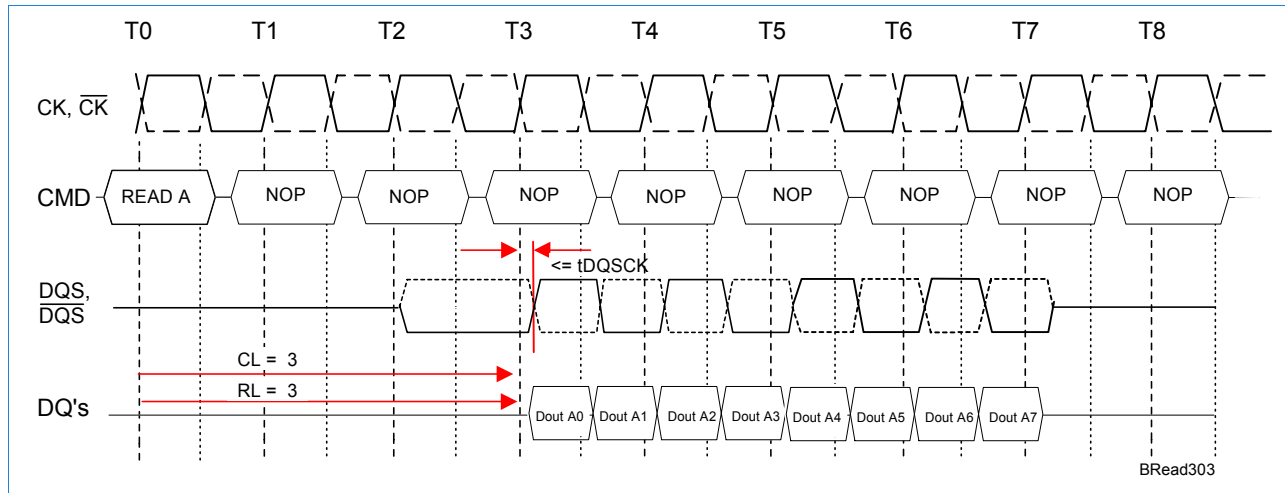 T0 T1 T2 T3 T4 T5 T6 T7 T8
CK, CK
CMD READ A NOP NOP NOP NOP NOP NOP NOP NOP
<= tDQSCK
DQS,
DQS
CL = 3
RL = 3
DQ's Dout A0 Dout A1 Dout A2 Dout A3 Dout A4 Dout A5 Dout A6 Dout A7
BRead303